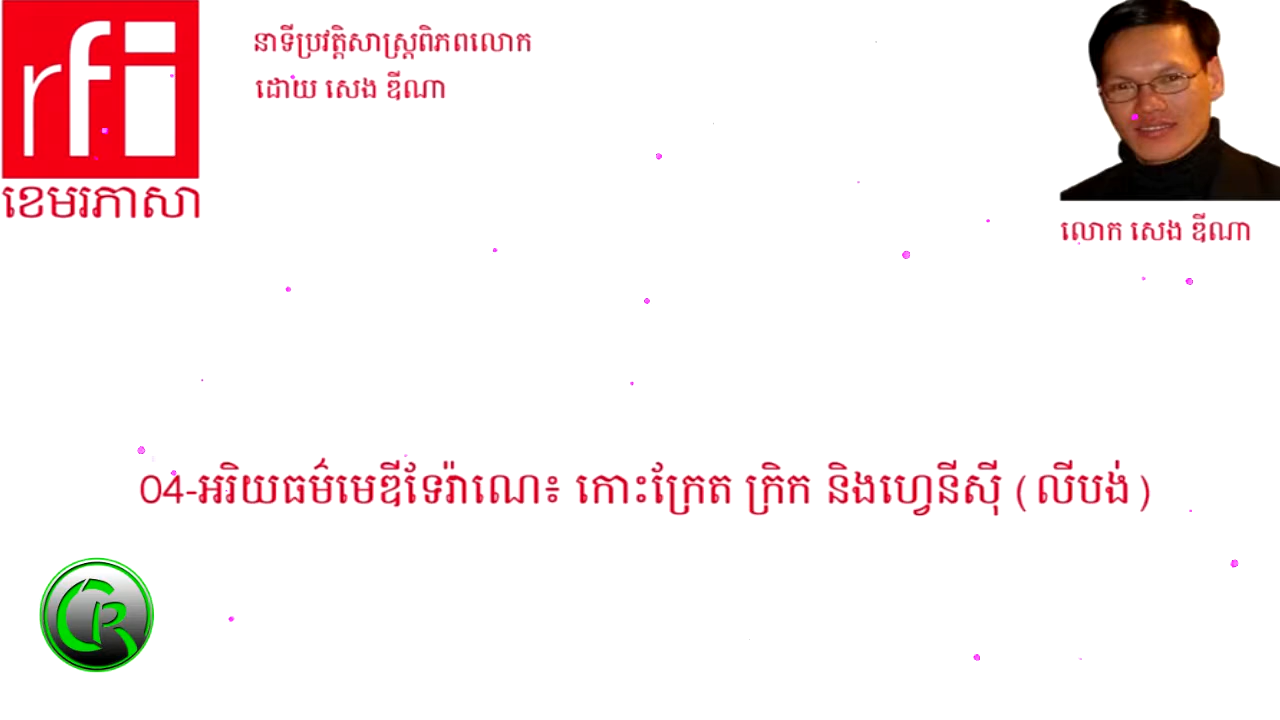 rfi
ខេមរភាសា
នាទីប្រវត្តិសាស្ត្រពិភពលោក
ដោយ សេង ឌីណា
លោក សេង ឌីណា
04-អរិយធម៌មេឌីទែរ៉ាណេ៖ កោះក្រែត ក្រិក និងហ្វេនីស៊ី ( លីបង់ )
CR